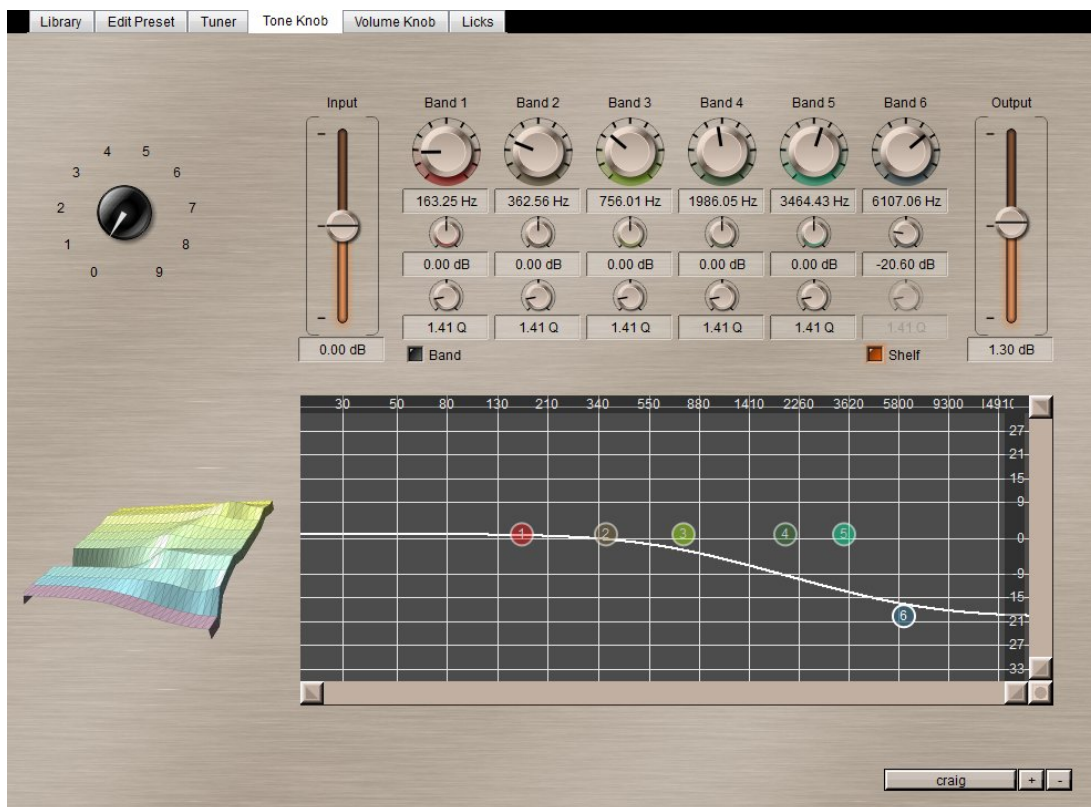 Library Edit Preset Tuner Tone Knob Volume Knob Licks
Input Band 1 Band 2 Band 3 Band 4 Band 5 Band 6 Output
4 5
3 6
2 7
1 8
0 9
163.25 Hz 362.56 Hz 756.01 Hz 1986.05 Hz 3464.43 Hz 6107.06 Hz
0.00 dB 0.00 dB 0.00 dB 0.00 dB 0.00 dB -20.60 dB
1.41 Q 1.41 Q 1.41 Q 1.41 Q 1.41 Q 1.41 Q
0.00 dB Band Shelf 1.30 dB
30 50 80 130 210 340 550 880 1410 2260 3620 5800 9300
27
21
15
9
1 2 3 4 5 0
-9
-15
6 -21
-27
-33
craig + -